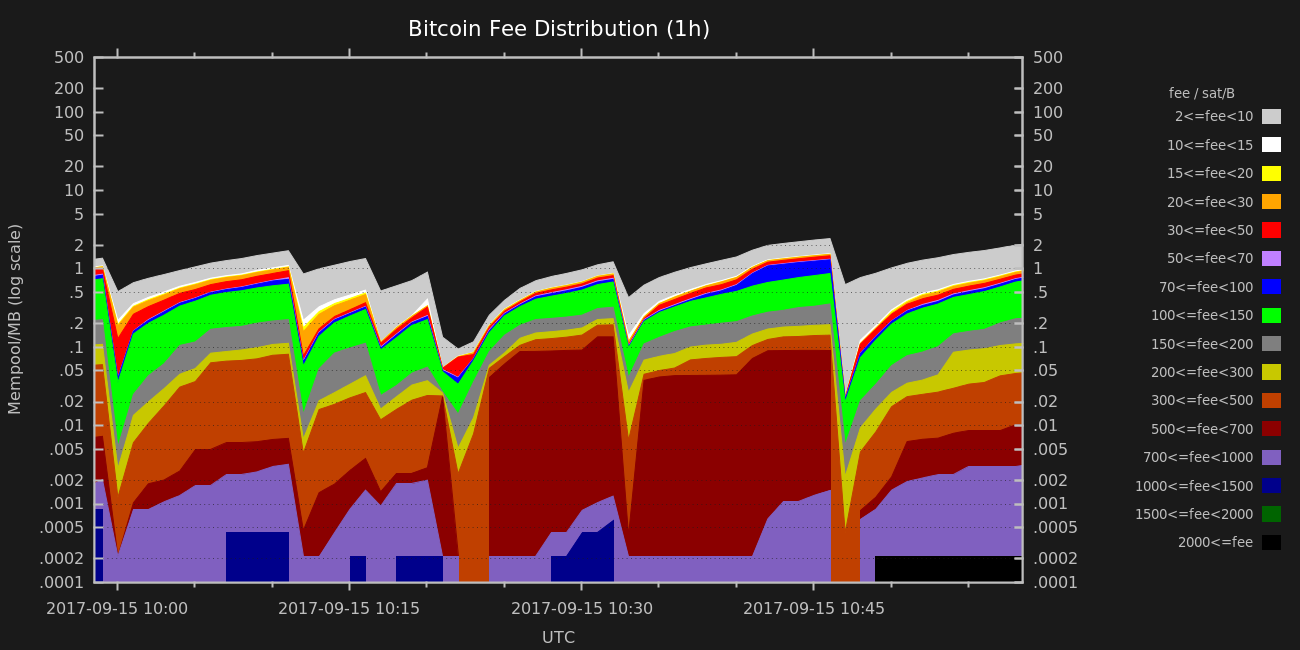 Bitcoin Fee Distribution (1h)
Mempool/MB (log scale)
500
200
100
50
20
10
5
2
1
.5
.2
.1
.05
.02
.01
.005
.002
.001
.0005
.0002
.0001
500
200
100
50
20
10
5
2
1
.5
.2
.1
.05
.02
.01
.005
.002
.001
.0005
.0002
.0001
fee / sat/B
2<=fee<10
10<=fee<15
15<=fee<20
20<=fee<30
30<=fee<50
50<=fee<70
70<=fee<100
100<=fee<150
150<=fee<200
200<=fee<300
300<=fee<500
500<=fee<700
700<=fee<1000
1000<=fee<1500
1500<=fee<2000
2000<=fee
2017-09-15 10:00 2017-09-15 10:15 2017-09-15 10:30 2017-09-15 10:45
UTC